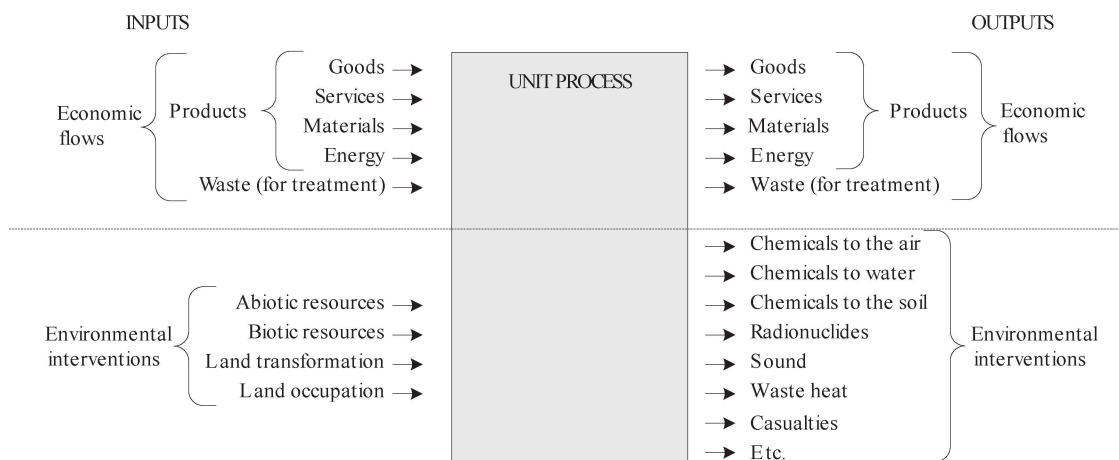 INPUTS
OUTPUTS
UNIT PROCESS
Economic
flows
Products
Goods
Services
Materials
Energy
Waste (for treatment)
Goods
Services
Materials
Energy
Waste (for treatment)
Products
Economic
flows
Environmental
interventions
Abiotic resources
Biotic resources
Land transformation
Land occupation
Chemicals to the air
Chemicals to water
Chemicals to the soil
Radionuclides
Sound
Waste heat
Casualties
Etc.
Environmental
interventions